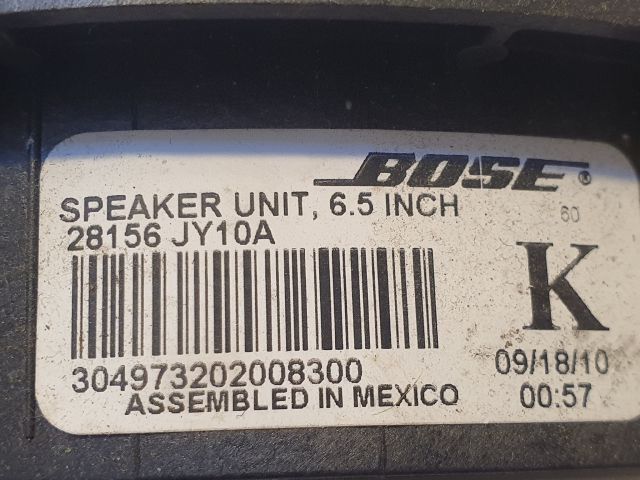 BOSE®
SPEAKER UNIT, 6.5 INCH
28156 JY10A
60
K
304973202008300
09/18/10
ASSEMBLED IN MEXICO
00:57